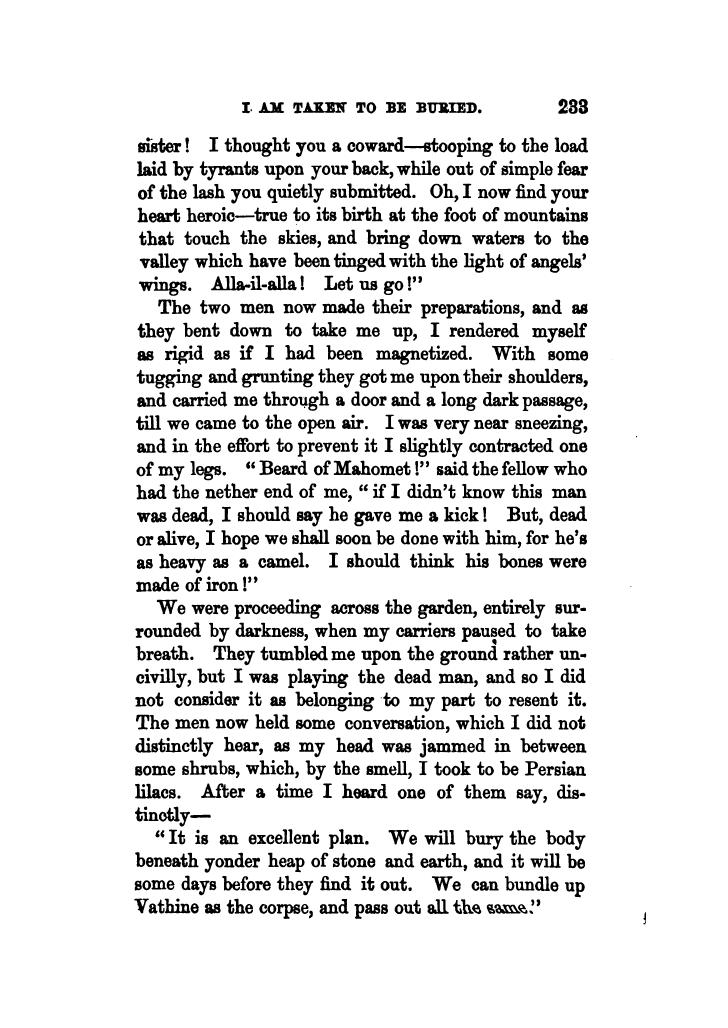 I AM TAKEN TO BE BURIED. 233
sister! I thought you a coward—stooping to the load
laid by tyrants upon your back, while out of simple fear
of the lash you quietly submitted. Oh, I now find your
heart heroic—true to its birth at the foot of mountains
that touch the skies, and bring down waters to the
valley which have been tinged with the light of angels'
wings. Alla-il-alla! Let us go!"
The two men now made their preparations, and as
they bent down to take me up, I rendered myself
as rigid as if I had been magnetized. With some
tugging and grunting they got me upon their shoulders,
and carried me through a door and a long dark passage,
till we came to the open air. I was very near sneezing,
and in the effort to prevent it I slightly contracted one
of my legs. "Beard of Mahomet!" said the fellow who
had the nether end of me, "if I didn't know this man
was dead, I should say he gave me a kick! But, dead
or alive, I hope we shall soon be done with him, for he's
as heavy as a camel. I should think his bones were
made of iron!"
We were proceeding across the garden, entirely sur-
rounded by darkness, when my carriers paused to take
breath. They tumbled me upon the ground rather un-
civilly, but I was playing the dead man, and so I did
not consider it as belonging to my part to resent it.
The men now held some conversation, which I did not
distinctly hear, as my head was jammed in between
some shrubs, which, by the smell, I took to be Persian
lilacs. After a time I heard one of them say, dis-
tinctly—
"It is an excellent plan. We will bury the body
beneath yonder heap of stone and earth, and it will be
some days before they find it out. We can bundle up
Vathine as the corpse, and pass out all the same."